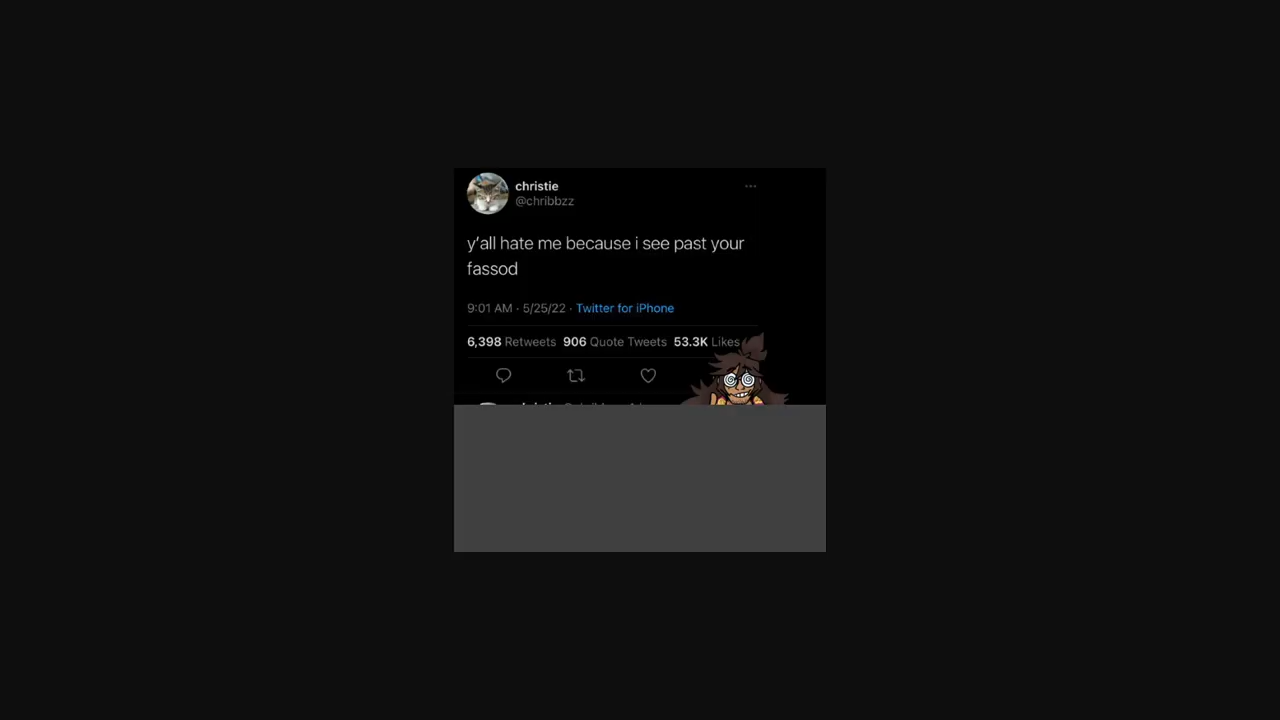 christie
@chribbzz
y'all hate me because i see past your
fassod
9:01 AM · 5/25/22 · Twitter for iPhone
6,398 Retweets 906 Quote Tweets 53.3K Likes